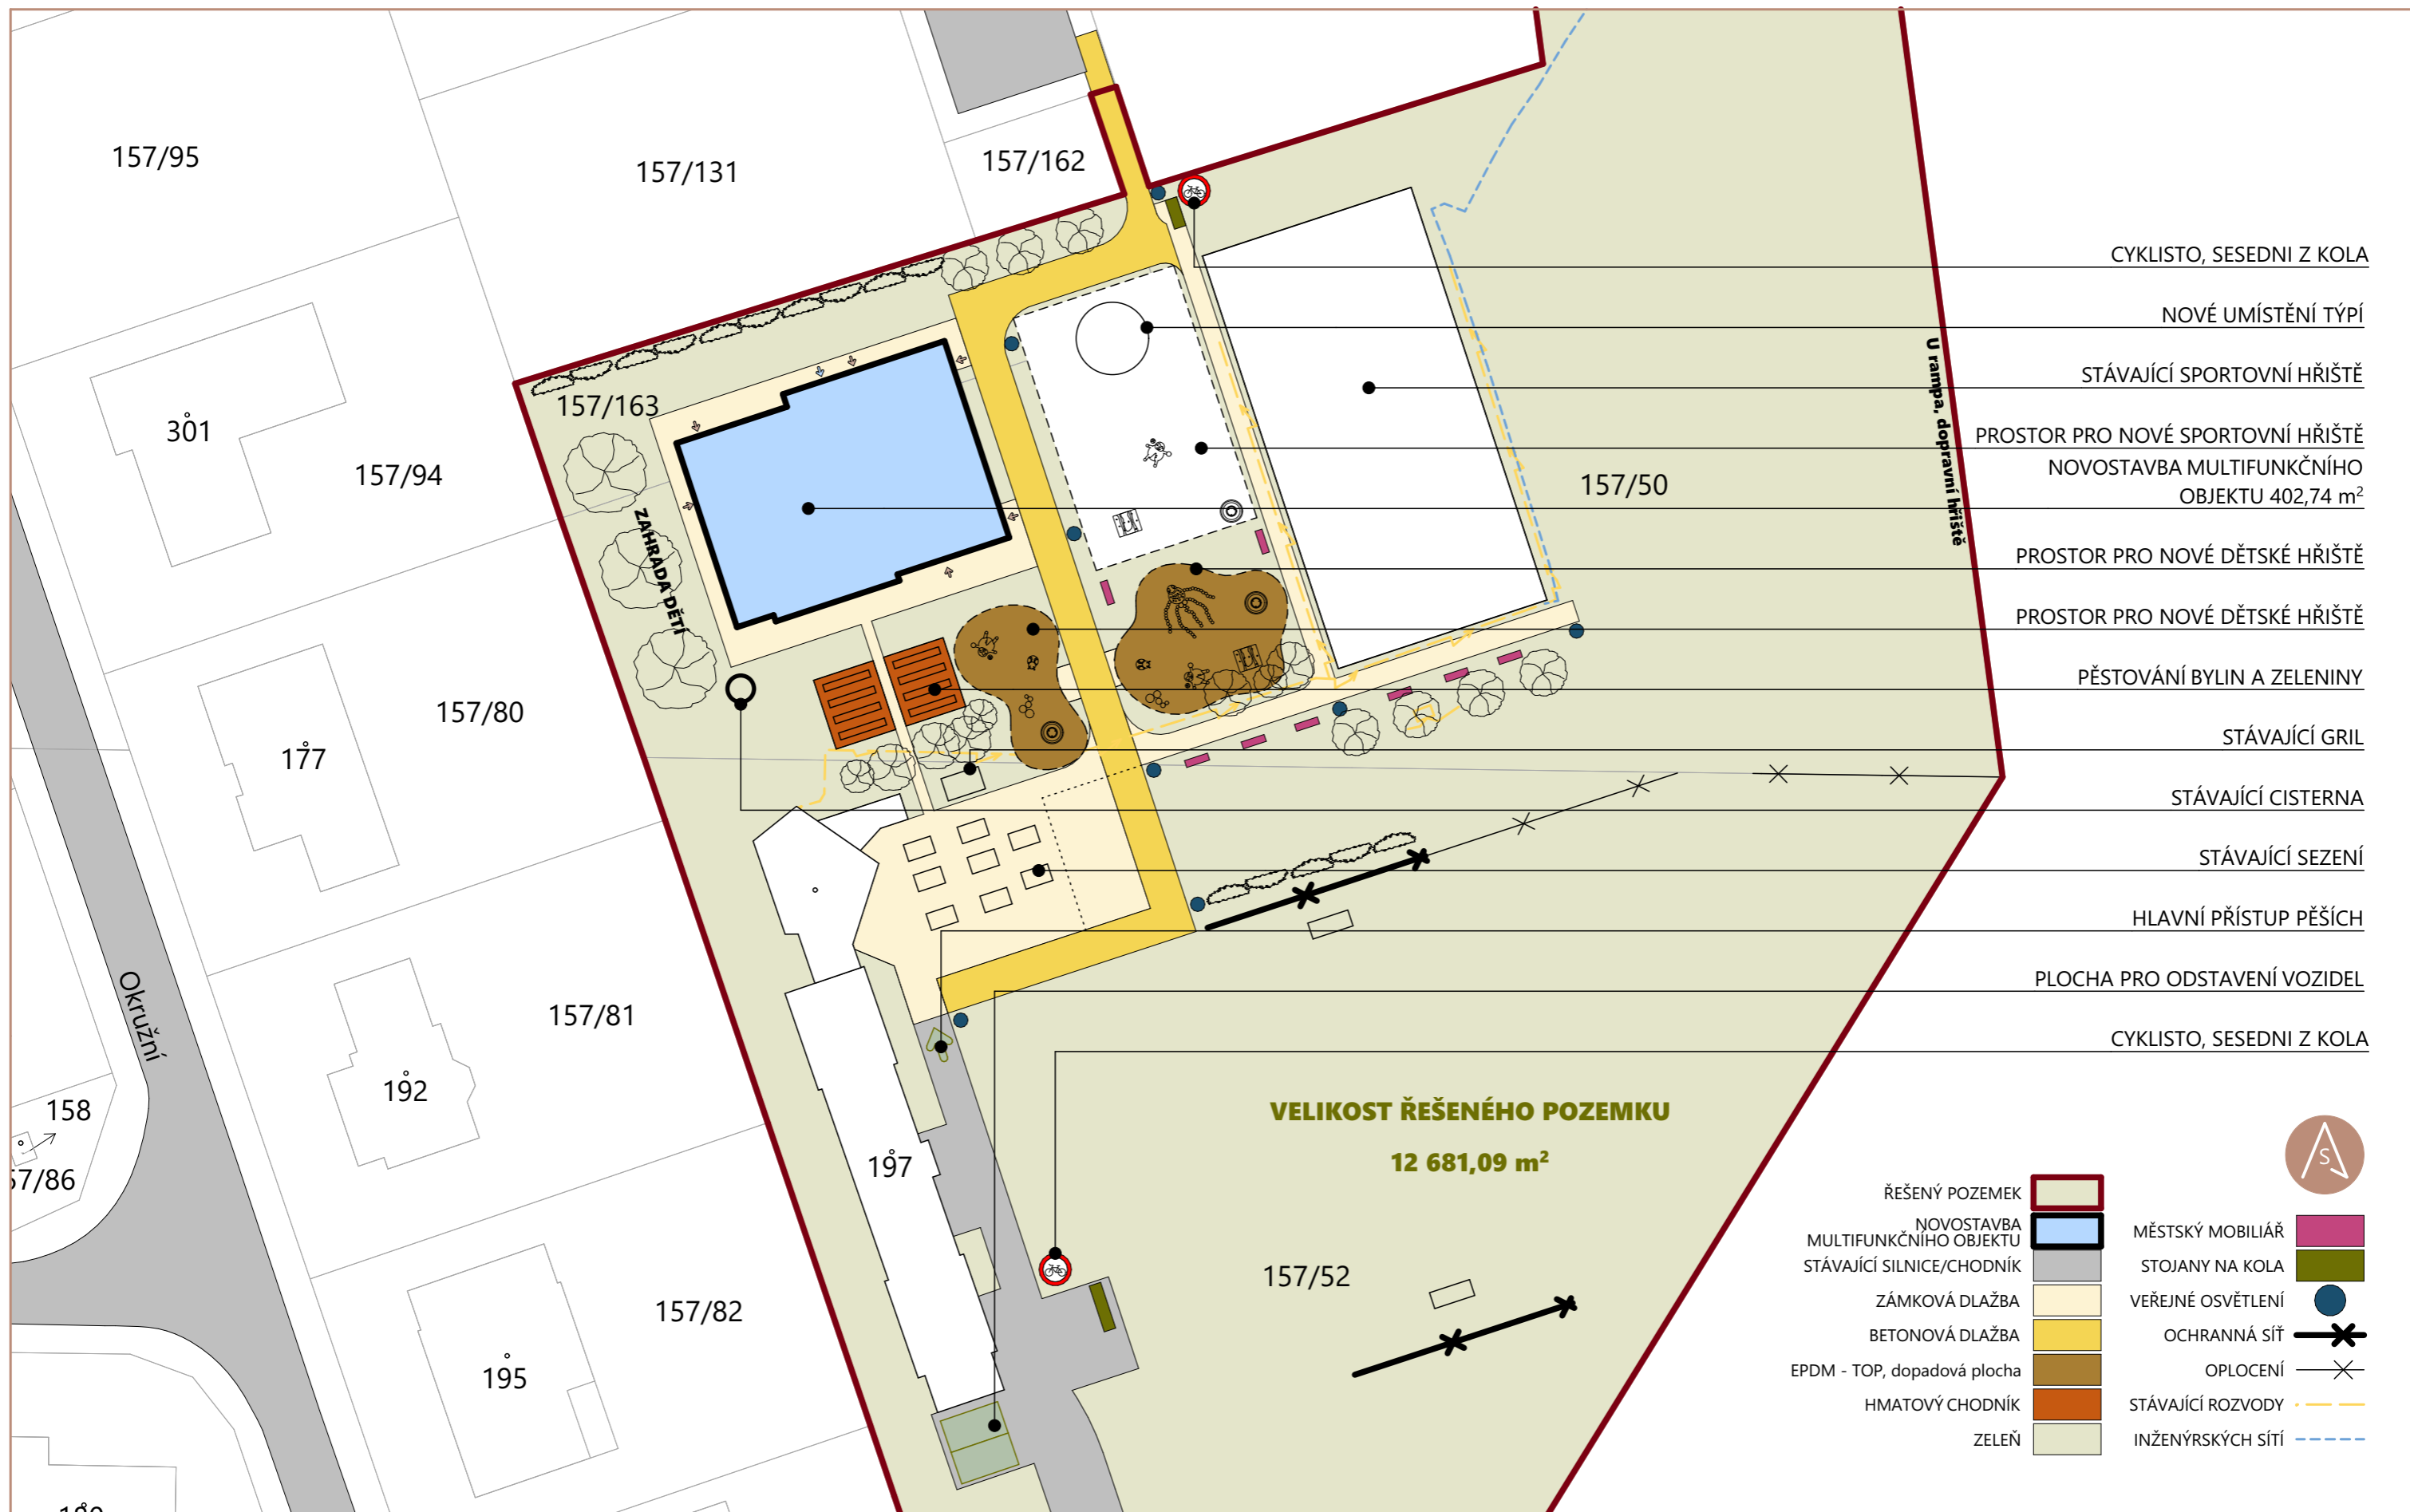 157/95
157/131
157/162
CYKLISTO, SESEDNI Z KOLA
NOVÉ UMÍSTĚNÍ TÝPÍ
STÁVAJÍCÍ SPORTOVNÍ HŘIŠTĚ
PROSTOR PRO NOVÉ SPORTOVNÍ HŘIŠTĚ
NOVOSTAVBA MULTIFUNKČNÍHO
OBJEKTU 402,74 m²
PROSTOR PRO NOVÉ DĚTSKÉ HŘIŠTĚ
PROSTOR PRO NOVÉ DĚTSKÉ HŘIŠTĚ
PĚSTOVÁNÍ BYLIN A ZELENINY
STÁVAJÍCÍ GRIL
STÁVAJÍCÍ CISTERNA
STÁVAJÍCÍ SEZENÍ
HLAVNÍ PŘÍSTUP PĚŠÍCH
PLOCHA PRO ODSTAVENÍ VOZIDEL
CYKLISTO, SESEDNI Z KOLA
U rampa, dopravní hřiště
157/163
301
157/94
157/50
ZAHRADA DĚTÍ
157/80
177
157/81
Okružní
192
158
57/86
197
157/82
195
157/52
VELIKOST ŘEŠENÉHO POZEMKU
12 681,09 m²
S
ŘEŠENÝ POZEMEK
NOVOSTAVBA
MULTIFUNKČNÍHO OBJEKTU
STÁVAJÍCÍ SILNICE/CHODNÍK
ZÁMKOVÁ DLAŽBA
BETONOVÁ DLAŽBA
EPDM - TOP, dopadová plocha
HMATOVÝ CHODNÍK
ZELEŇ
MĚSTSKÝ MOBILIÁŘ
STOJANY NA KOLA
VEŘEJNÉ OSVĚTLENÍ
OCHRANNÁ SÍŤ
OPLOCENÍ
STÁVAJÍCÍ ROZVODY
INŽENÝRSKÝCH SÍTÍ